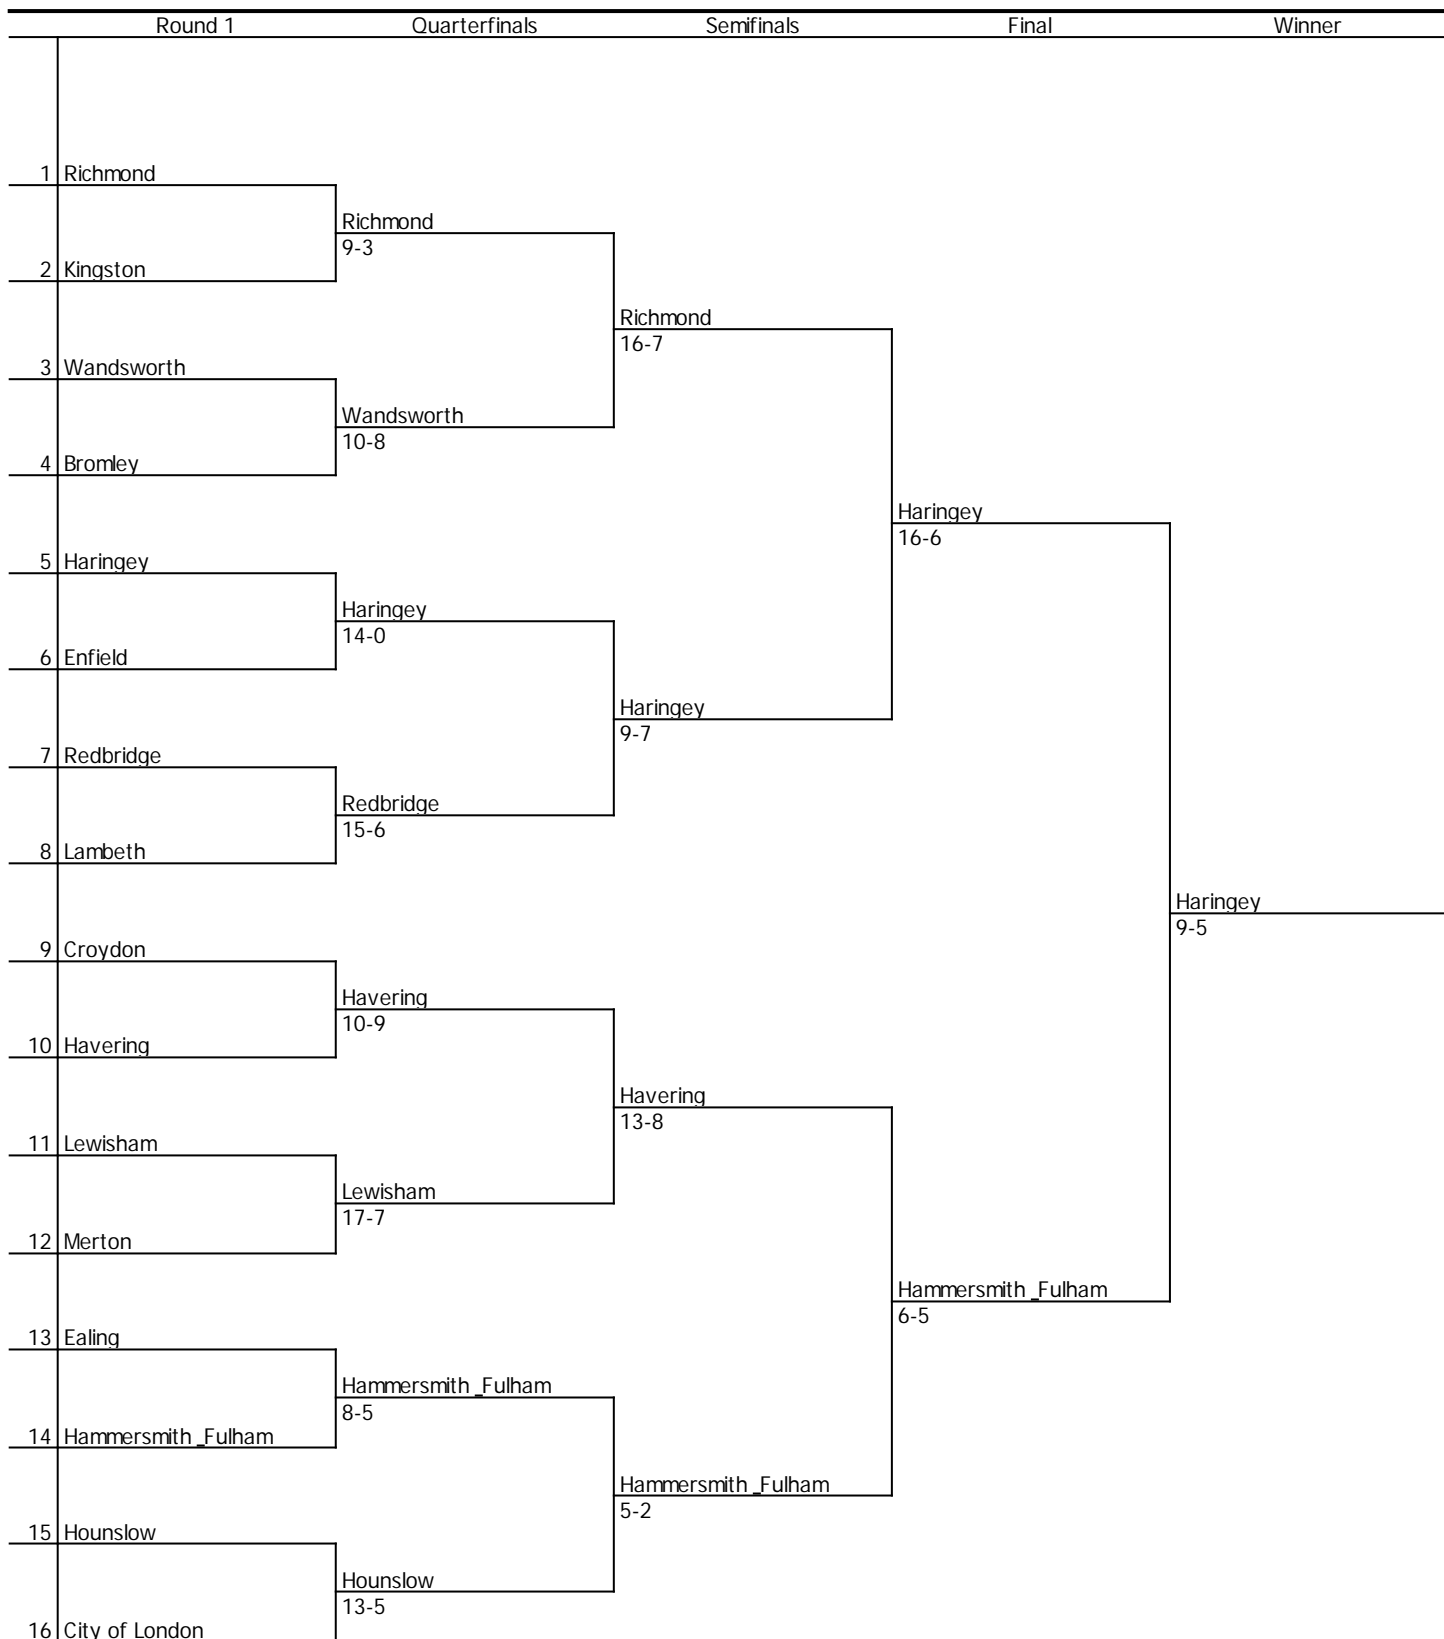 Round 1 Quarterfinals Semifinals Final Winner
1 Richmond
Richmond
9-3
2 Kingston
Richmond
16-7
3 Wandsworth
Wandsworth
10-8
4 Bromley
Haringey
16-6
5 Haringey
Haringey
14-0
6 Enfield
Haringey
9-7
7 Redbridge
Redbridge
15-6
8 Lambeth
Haringey
9-5
9 Croydon
Havering
10-9
10 Havering
Havering
13-8
11 Lewisham
Lewisham
17-7
12 Merton
Hammersmith_Fulham
6-5
13 Ealing
Hammersmith_Fulham
8-5
14 Hammersmith_Fulham
Hammersmith_Fulham
5-2
15 Hounslow
Hounslow
13-5
16 City of London